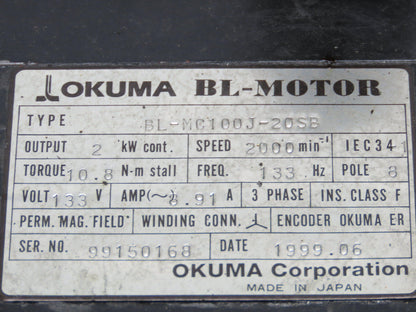 OKUMA BL-MOTOR
TYPE BL-MC100J-20SB
OUTPUT 2 kW cont. SPEED 2000 min⁻¹ IEC34-1
TORQUE 10.8 N-m stall FREQ. 133 Hz POLE 8
VOLT 133 V AMP(~) 8.91 A 3 PHASE INS. CLASS F
PERM. MAG. FIELD WINDING CONN. ⅄ ENCODER OKUMA ER
SER. NO. 99150168 DATE 1999.06
OKUMA Corporation
MADE IN JAPAN